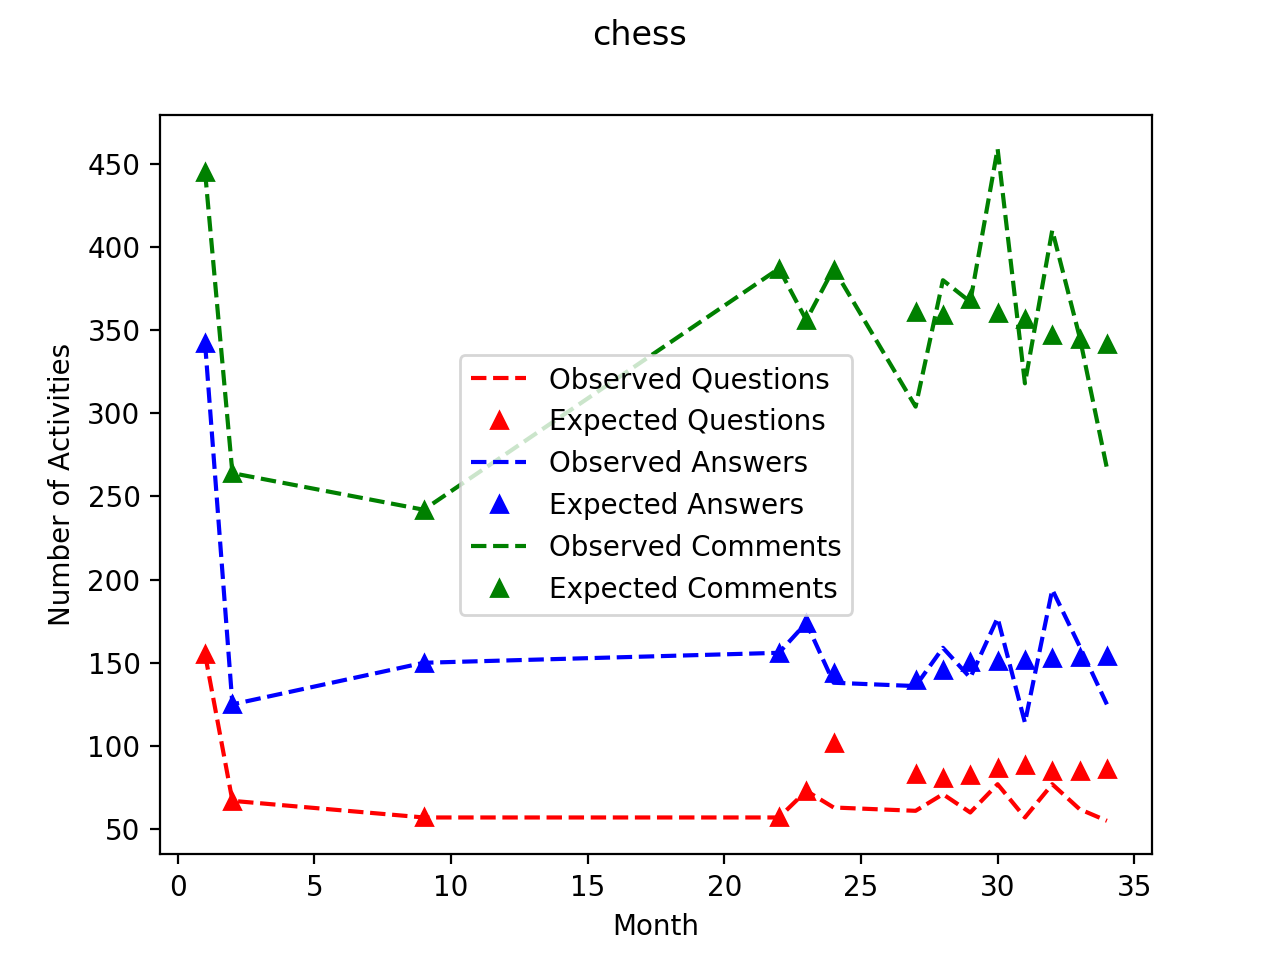 chess
450
400
350
300
250
200
150
100
50
Number of Activities
Observed Questions
Expected Questions
Observed Answers
Expected Answers
Observed Comments
Expected Comments
0 5 10 15 20 25 30 35
Month